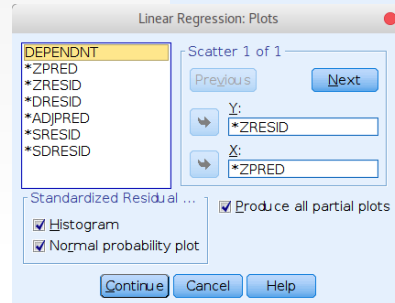 Linear Regression: Plots
DEPENDNT
*ZPRED
*ZRESID
*DRESID
*ADJPRED
*SRESID
*SDRESID
Scatter 1 of 1
Previous
Next
Y:
*ZRESID
X:
*ZPRED
Standardized Residual ...
Histogram
Normal probability plot
Produce all partial plots
Continue
Cancel
Help